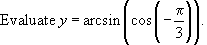 Evaluate y = arcsin(cos(-π/3)).